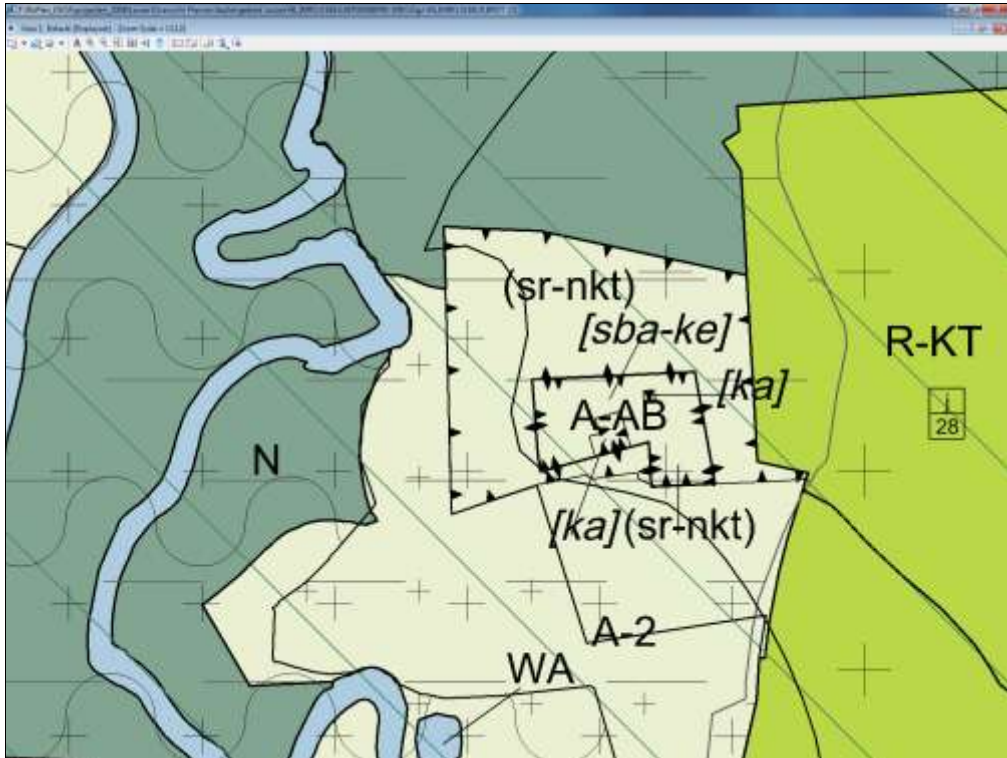 (sr-nkt)
[sba-ke]
R-KT
[ka]
A-AB
i
28
N
[ka] (sr-nkt)
A-2
WA